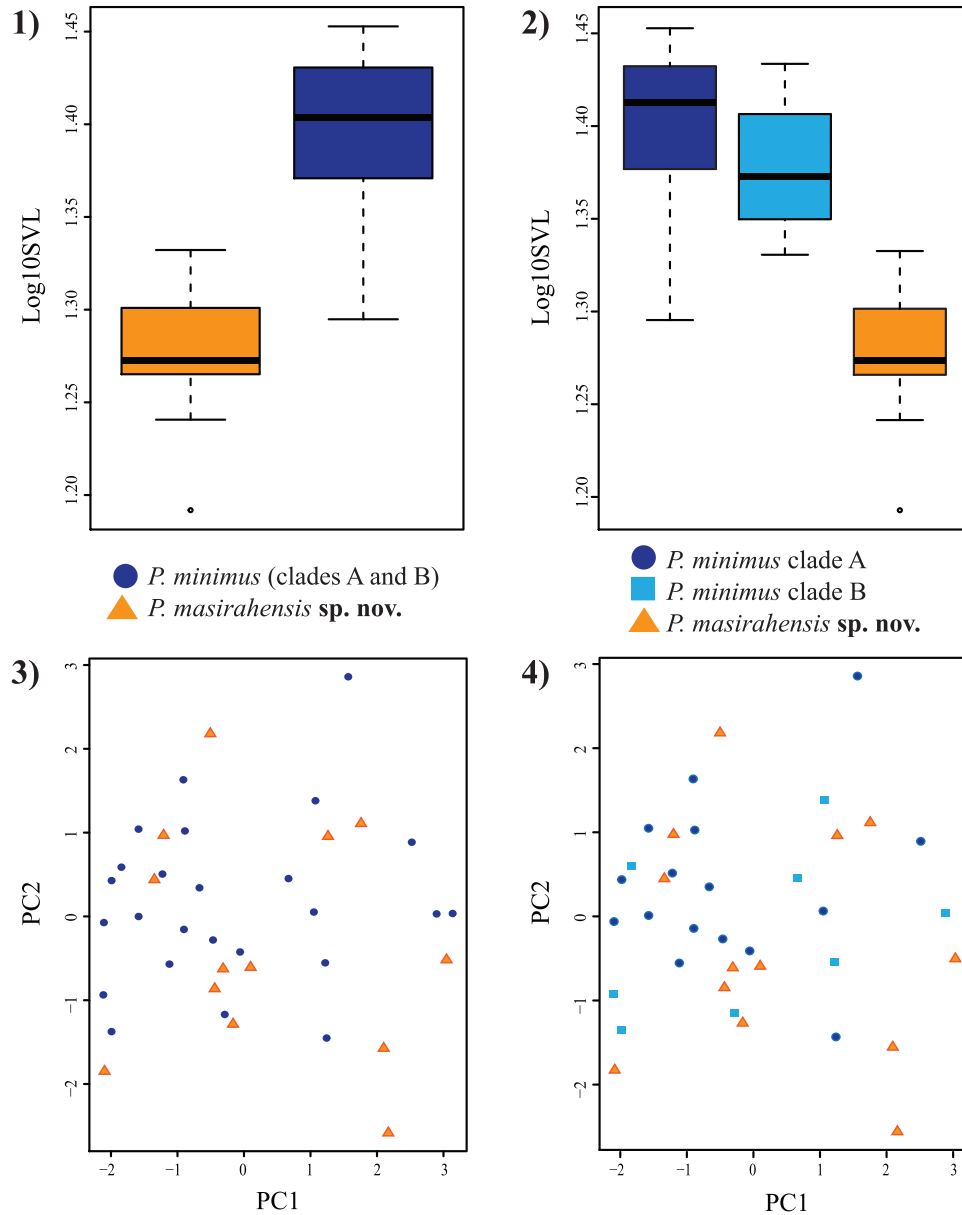 1)
Log10SVL
1.45
1.40
1.35
1.30
1.25
1.20
2)
Log10SVL
1.45
1.40
1.35
1.30
1.25
1.20
P. minimus (clades A and B)
P. masirahensis sp. nov.
P. minimus clade A
P. minimus clade B
P. masirahensis sp. nov.
3)
PC2
3
2
1
0
−1
−2
−2 −1 0 1 2 3
PC1
4)
PC2
3
2
1
0
−1
−2
−2 −1 0 1 2 3
PC1